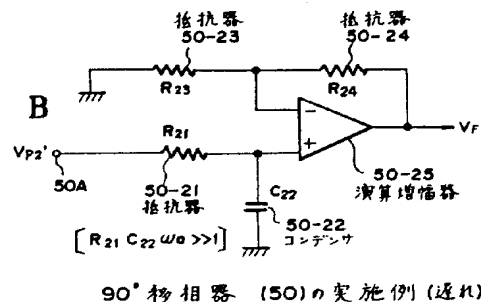 抵抗器
50-23
抵抗器
50-24
R23
R24
B
R21
VP2'
50A
50-21
抵抗器
C22
50-22
コンデンサ
-
+
VF
50-25
演算増幅器
[R21 C22 ωo >>1]
90°移相器 (50)の実施例(遅れ)